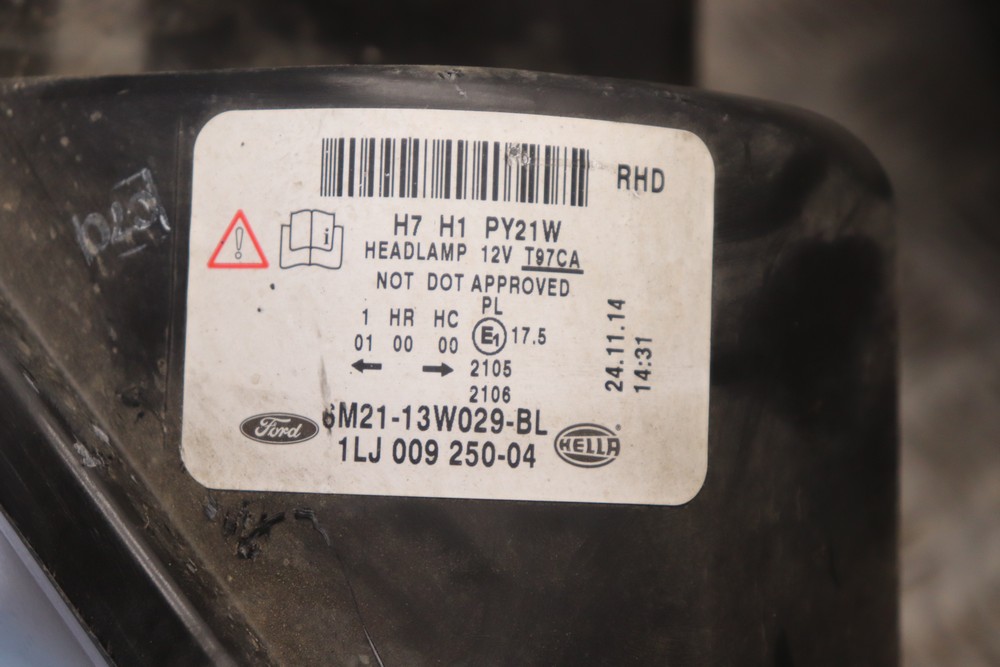 RHD
H7 H1 PY21W
HEADLAMP 12V T97CA
NOT DOT APPROVED
PL
1 HR HC
E1 17.5
01 00 00
2105
2106
24.11.14
14:31
6M21-13W029-BL
Ford
HELLA
1LJ 009 250-04